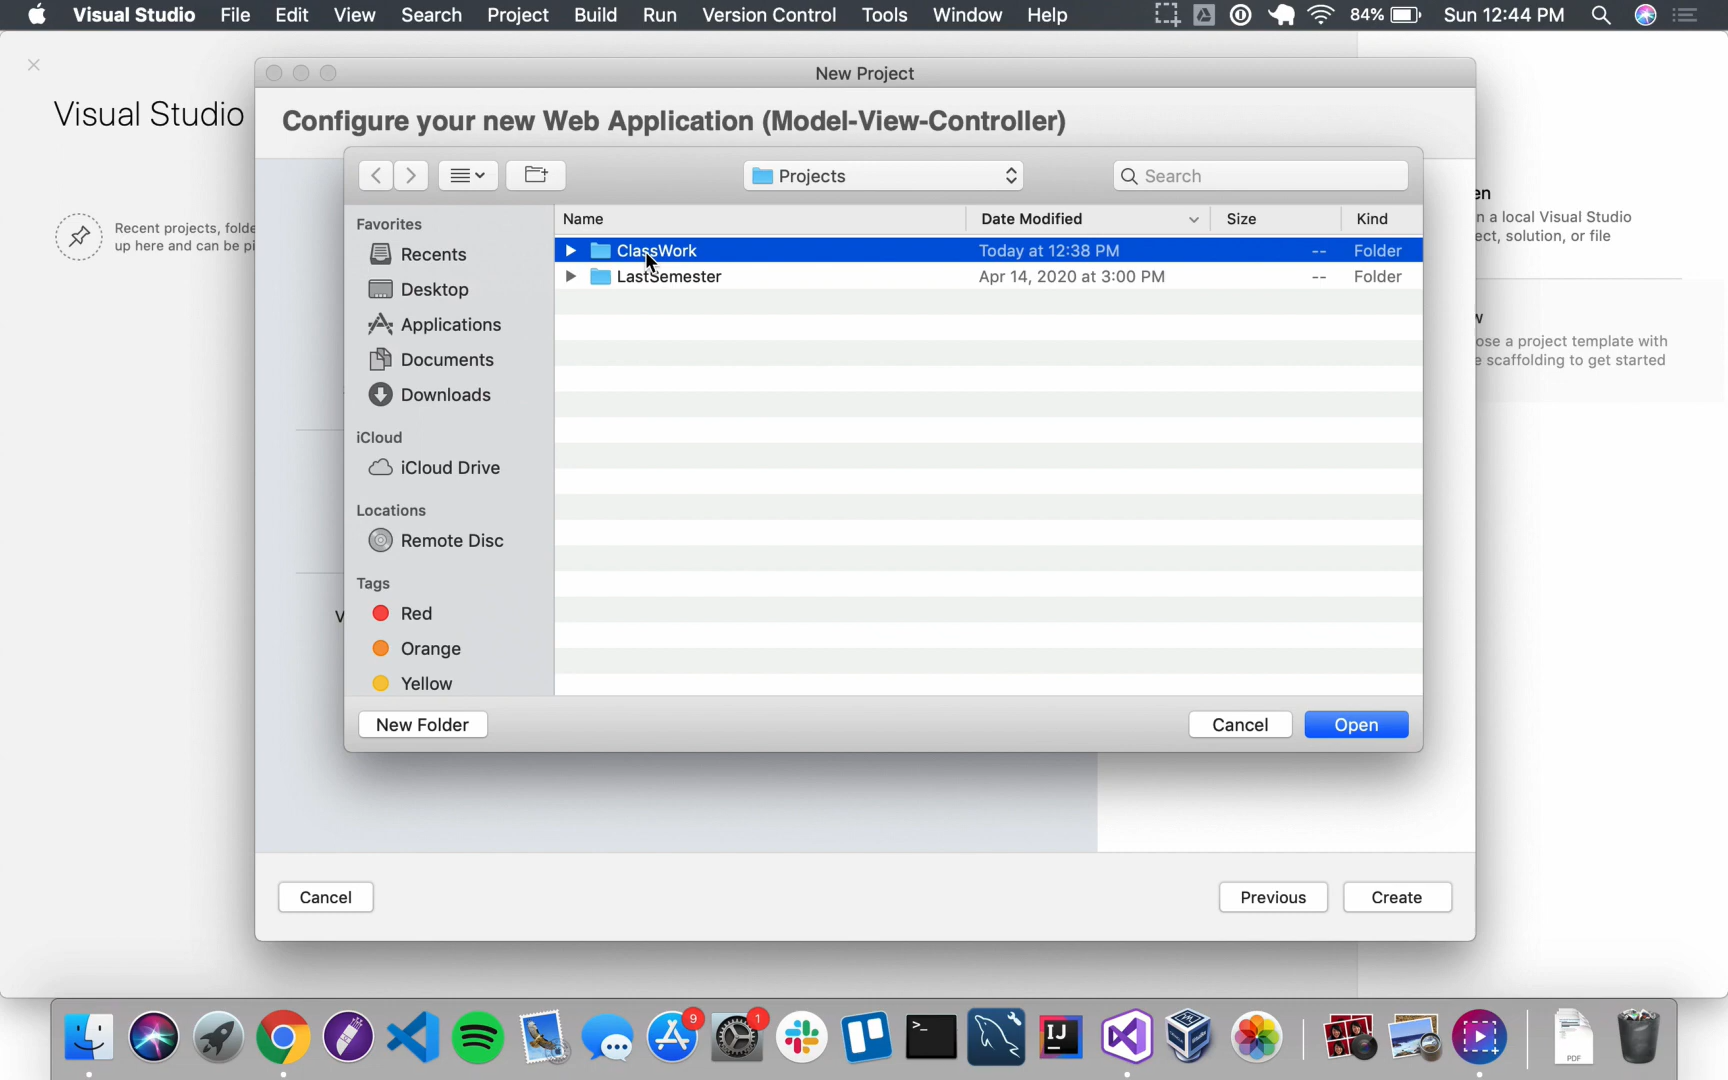 Visual Studio File Edit View Search Project Build Run Version Control Tools Window Help 84% Sun 12:44 PM
New Project
Visual Studio
Configure your new Web Application (Model-View-Controller)
Projects
Search
Recent projects, folde
up here and can be pi
Favorites
Recents
Desktop
Applications
Documents
Downloads
iCloud
iCloud Drive
Locations
Remote Disc
Tags
Red
Orange
Yellow
Name Date Modified Size Kind
ClassWork Today at 12:38 PM -- Folder
LastSemester Apr 14, 2020 at 3:00 PM -- Folder
en
n a local Visual Studio
ect, solution, or file
w
ose a project template with
e scaffolding to get started
V
New Folder Cancel Open
Cancel Previous Create
9
1
>_
IJ
PDF